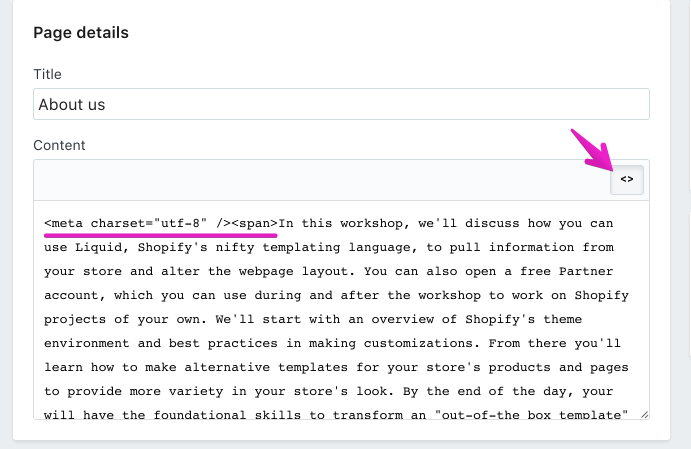 Page details
Title
About us
Content
<>
<meta charset="utf-8" /><span>In this workshop, we'll discuss how you can
use Liquid, Shopify's nifty templating language, to pull information from
your store and alter the webpage layout. You can also open a free Partner
account, which you can use during and after the workshop to work on Shopify
projects of your own. We'll start with an overview of Shopify's theme
environment and best practices in making customizations. From there you'll
learn how to make alternative templates for your store's products and pages
to provide more variety in your store's look. By the end of the day, your
will have the foundational skills to transform an "out-of-the box template"